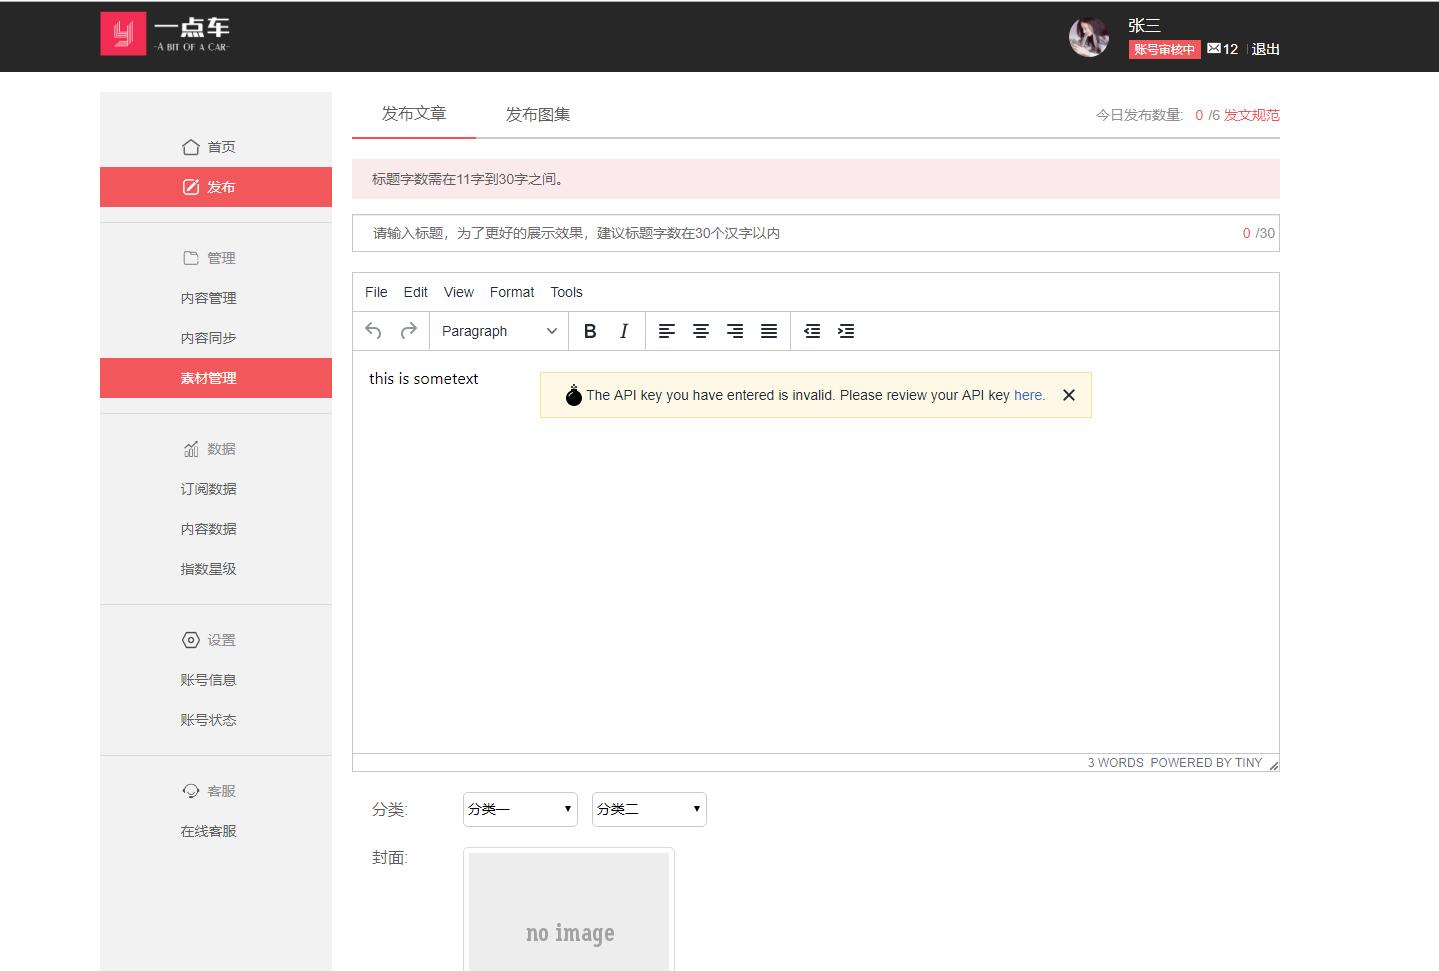 一点车
-A BIT OF A CAR-
张三
账号审核中 12 退出
首页
发布
管理
内容管理
内容同步
素材管理
数据
订阅数据
内容数据
指数星级
设置
账号信息
账号状态
客服
在线客服
发布文章 发布图集 今日发布数量: 0 /6 发文规范
标题字数需在11字到30字之间。
请输入标题，为了更好的展示效果，建议标题字数在30个汉字以内 0 /30
File Edit View Format Tools
Paragraph B I
this is sometext
The API key you have entered is invalid. Please review your API key here.
3 WORDS POWERED BY TINY
分类: 分类一 分类二
封面:
no image